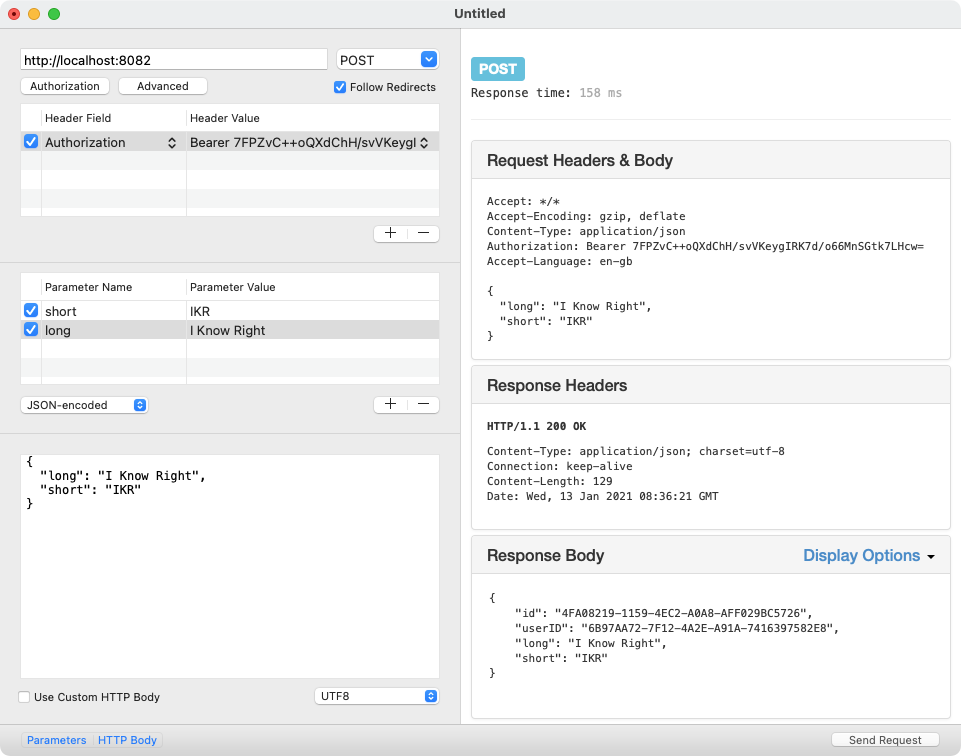 Untitled
http://localhost:8082
POST
Authorization
Advanced
Follow Redirects
Header Field
Header Value
Authorization
Bearer 7FPZvC++oQXdChH/svVKeygI
Parameter Name
Parameter Value
short
IKR
long
I Know Right
JSON-encoded
{
"long": "I Know Right",
"short": "IKR"
}
Use Custom HTTP Body
UTF8
Parameters
HTTP Body
POST
Response time: 158 ms
Request Headers & Body
Accept: */*
Accept-Encoding: gzip, deflate
Content-Type: application/json
Authorization: Bearer 7FPZvC++oQXdChH/svVKeygIRK7d/o66MnSGtk7LHcw=
Accept-Language: en-gb
{
"long": "I Know Right",
"short": "IKR"
}
Response Headers
HTTP/1.1 200 OK
Content-Type: application/json; charset=utf-8
Connection: keep-alive
Content-Length: 129
Date: Wed, 13 Jan 2021 08:36:21 GMT
Response Body
Display Options
{
"id": "4FA08219-1159-4EC2-A0A8-AFF029BC5726",
"userID": "6B97AA72-7F12-4A2E-A91A-7416397582E8",
"long": "I Know Right",
"short": "IKR"
}
Send Request